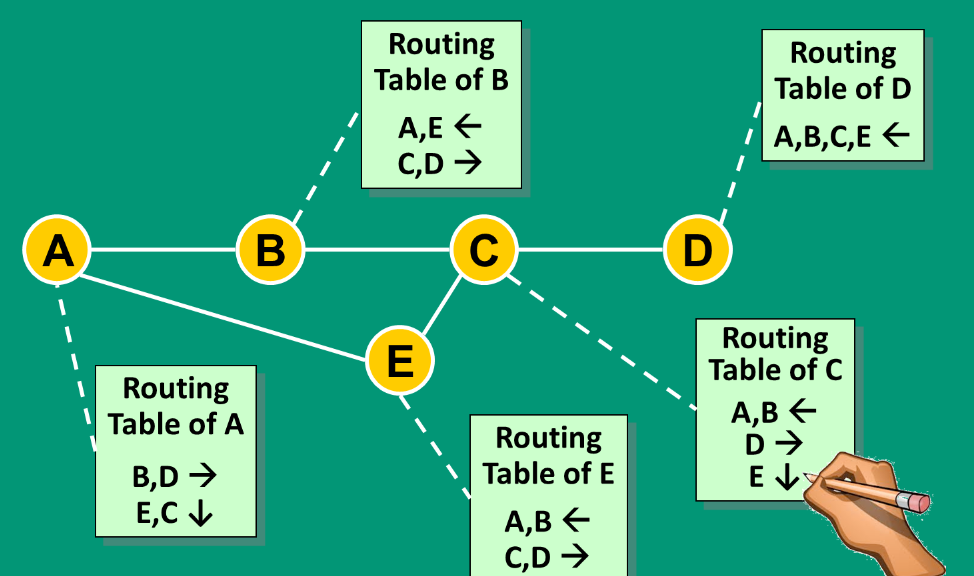 Routing
Table of B
A,E ←
C,D →
Routing
Table of D
A,B,C,E ←
A
B
C
D
E
Routing
Table of A
B,D →
E,C ↓
Routing
Table of E
A,B ←
C,D →
Routing
Table of C
A,B ←
D →
E ↓